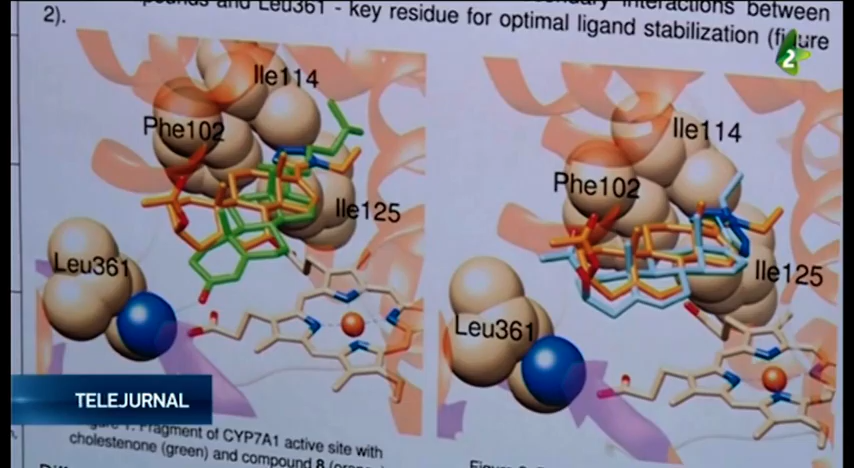 interactions between
and Leu361 - key residue for optimal ligand stabilization (figure
2).
2
Ile114
Phe102
Ile125
Leu361
Ile114
Phe102
Ile125
Leu361
TELEJURNAL
Fragment of CYP7A1 active site with
cholestenone (green) and compound 8